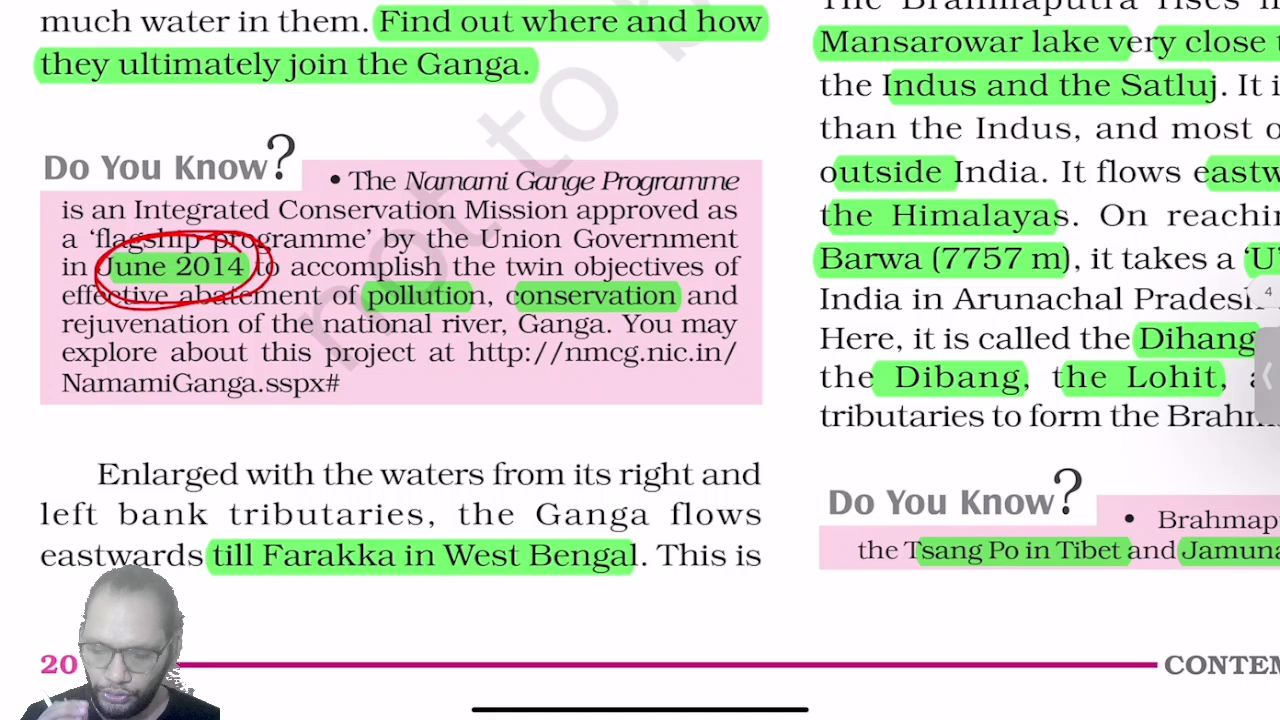 much water in them. Find out where and how
they ultimately join the Ganga.
Do You Know?
• The Namami Gange Programme
is an Integrated Conservation Mission approved as
a ‘flagship programme’ by the Union Government
in June 2014 to accomplish the twin objectives of
effective abatement of pollution, conservation and
rejuvenation of the national river, Ganga. You may
explore about this project at http://nmcg.nic.in/
NamamiGanga.sspx#
Enlarged with the waters from its right and
left bank tributaries, the Ganga flows
eastwards till Farakka in West Bengal. This is
20
The Brahmaputra rises
Mansarowar lake very close
the Indus and the Satluj. It
than the Indus, and most
outside India. It flows
the Himalayas. On
Barwa (7757 m), it takes a ‘U’
India in Arunachal
Here, it is called the Dihang
the Dibang, the Lohit,
tributaries to form the
4
Do You Know?
•
the Tsang Po in Tibet and
not to